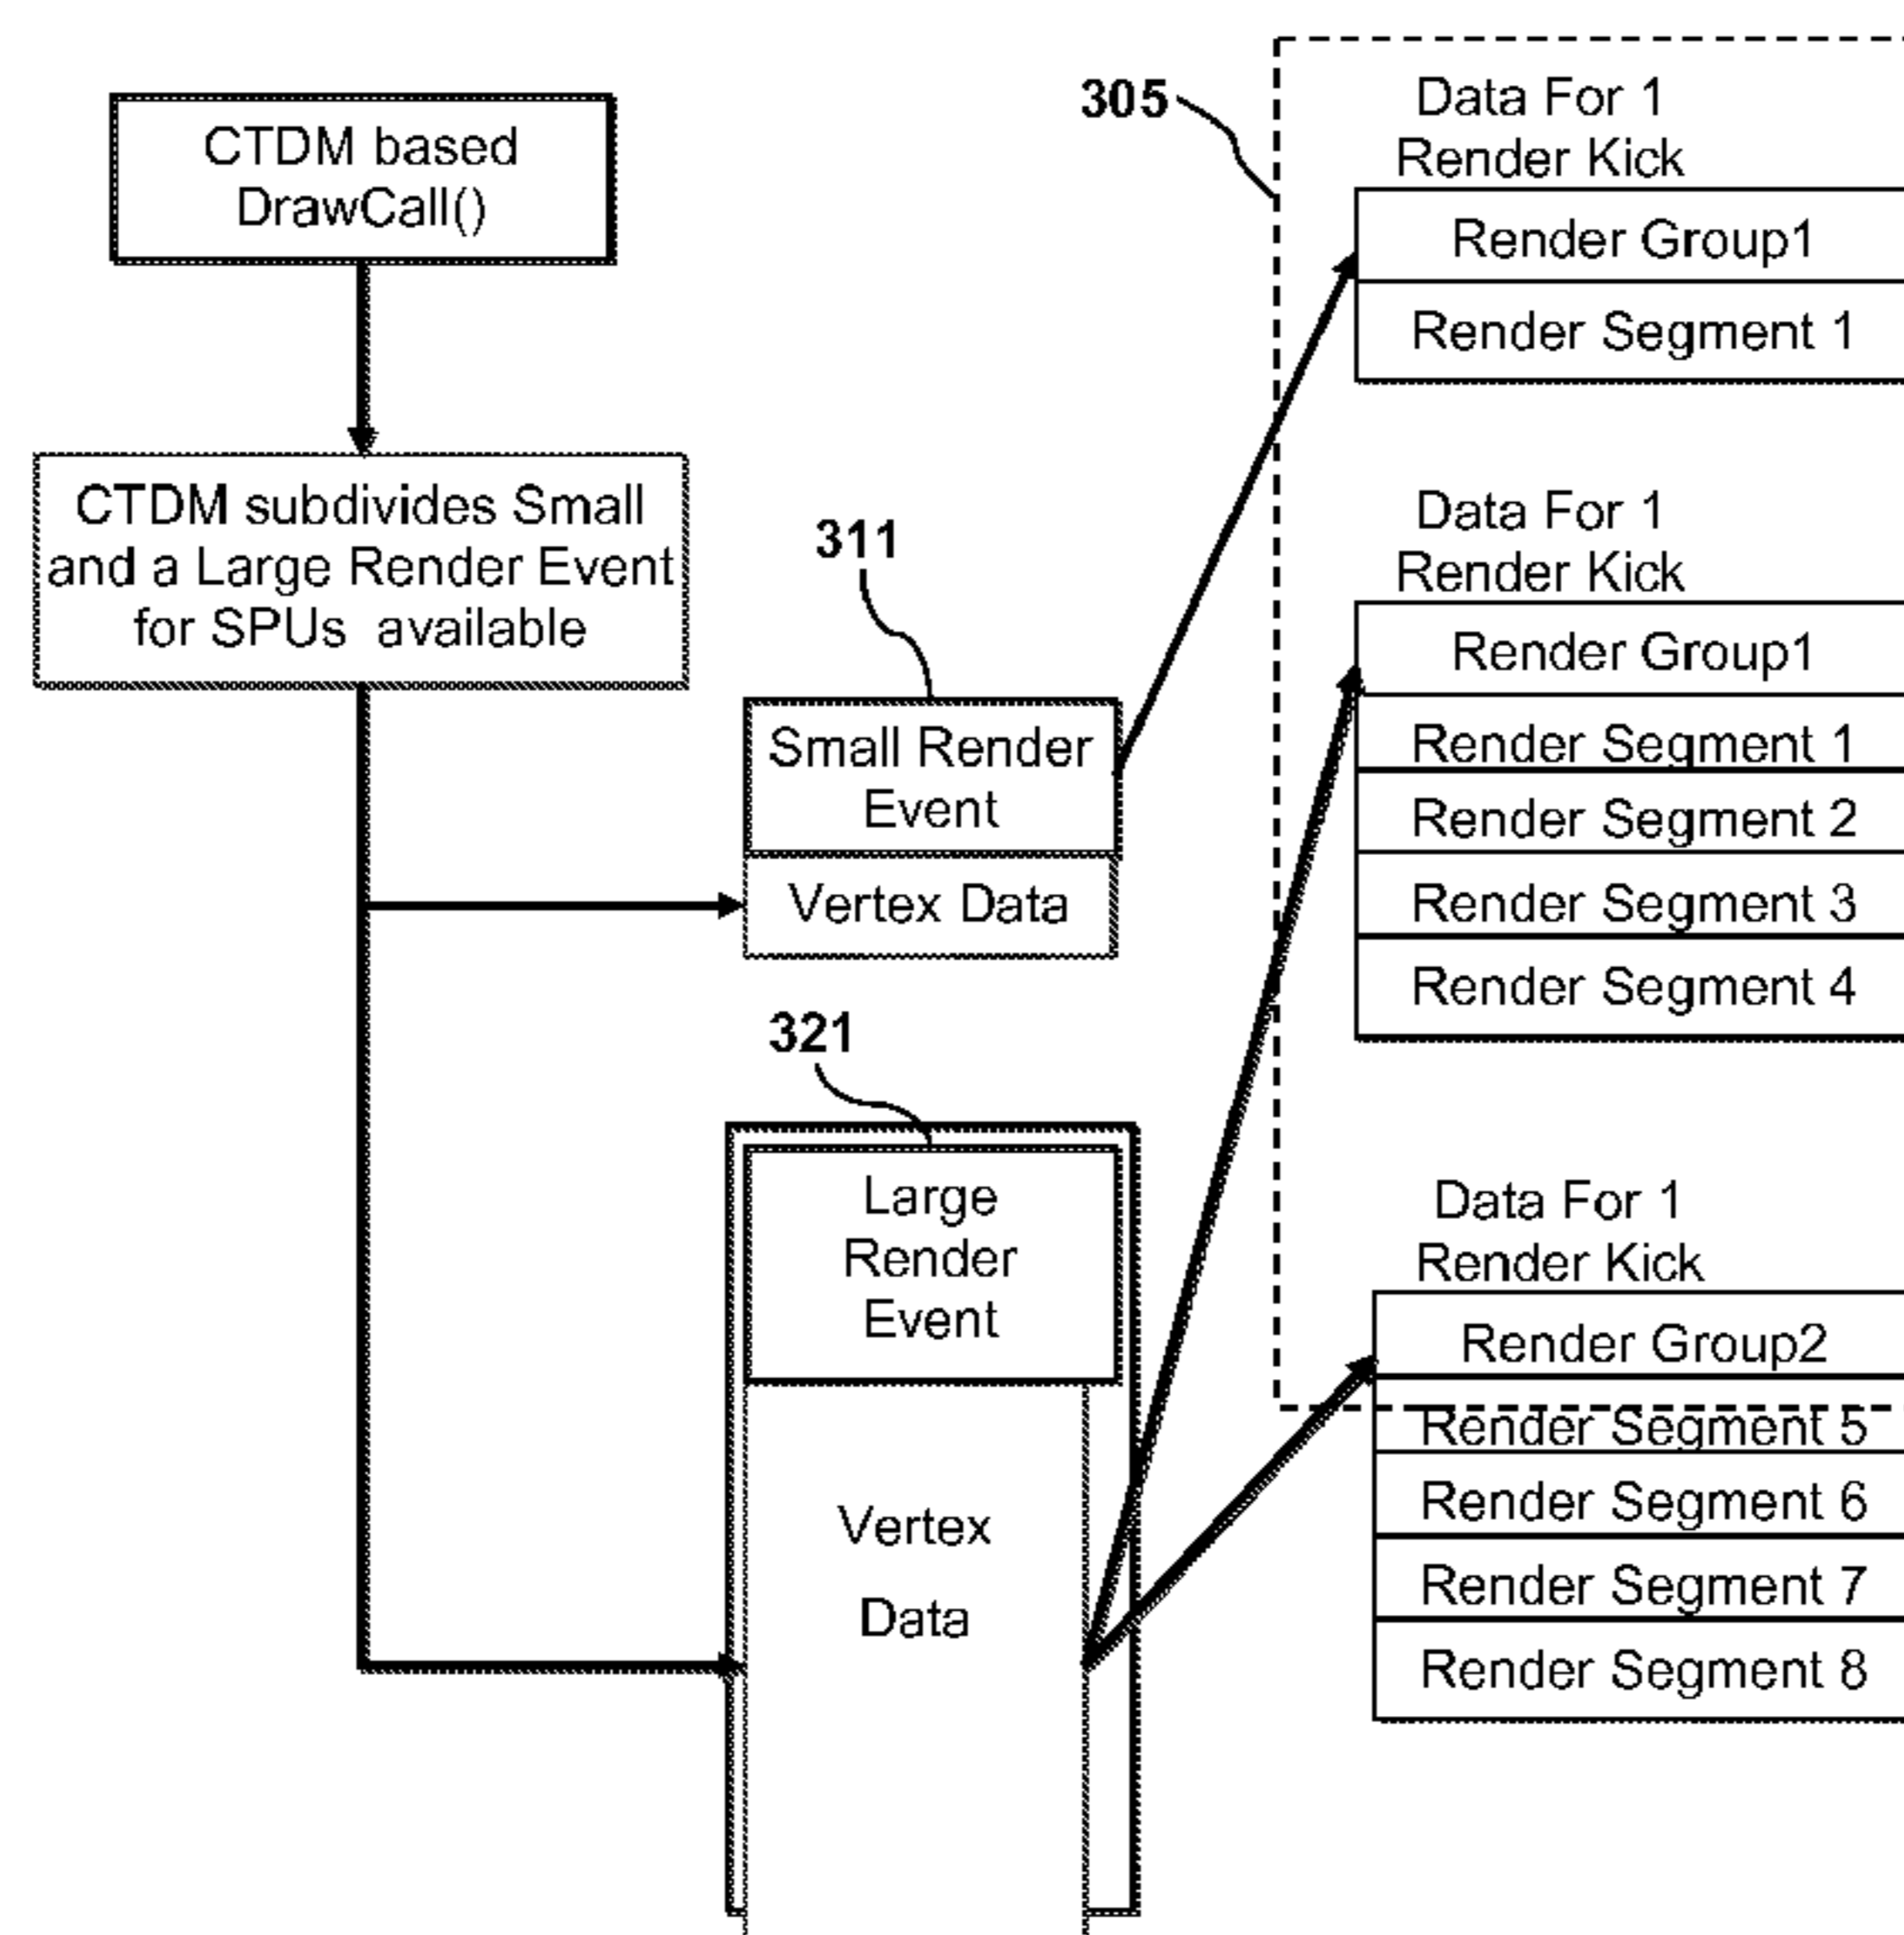 CTDM based
DrawCall()
CTDM subdivides Small
and a Large Render Event
for SPUs available
311
Small Render
Event
Vertex Data
321
Large
Render
Event
Vertex
Data
305
Data For 1
Render Kick
Render Group1
Render Segment 1
Data For 1
Render Kick
Render Group1
Render Segment 1
Render Segment 2
Render Segment 3
Render Segment 4
Data For 1
Render Kick
Render Group2
Render Segment 5
Render Segment 6
Render Segment 7
Render Segment 8